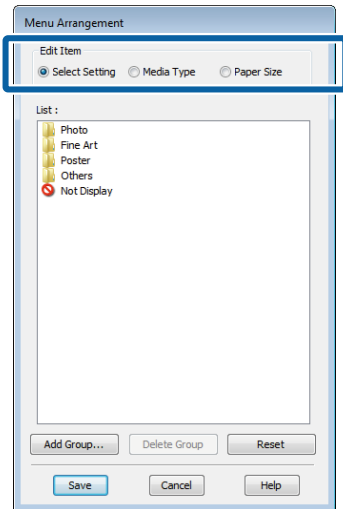 Menu Arrangement
Edit Item
Select Setting Media Type Paper Size
List :
Photo
Fine Art
Poster
Others
Not Display
Add Group... Delete Group Reset
Save Cancel Help